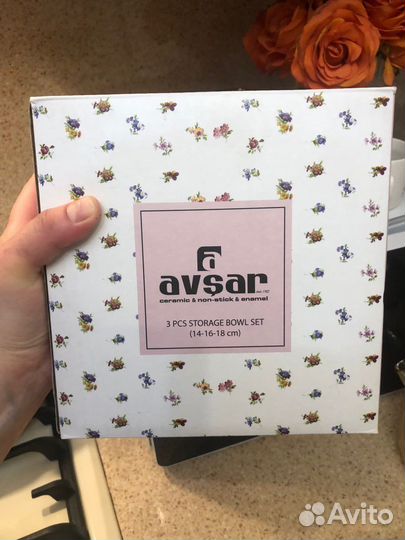 avsar
ceramic & non-stick & enamel
3 PCS STORAGE BOWL SET
(14-16-18 cm)
Avito